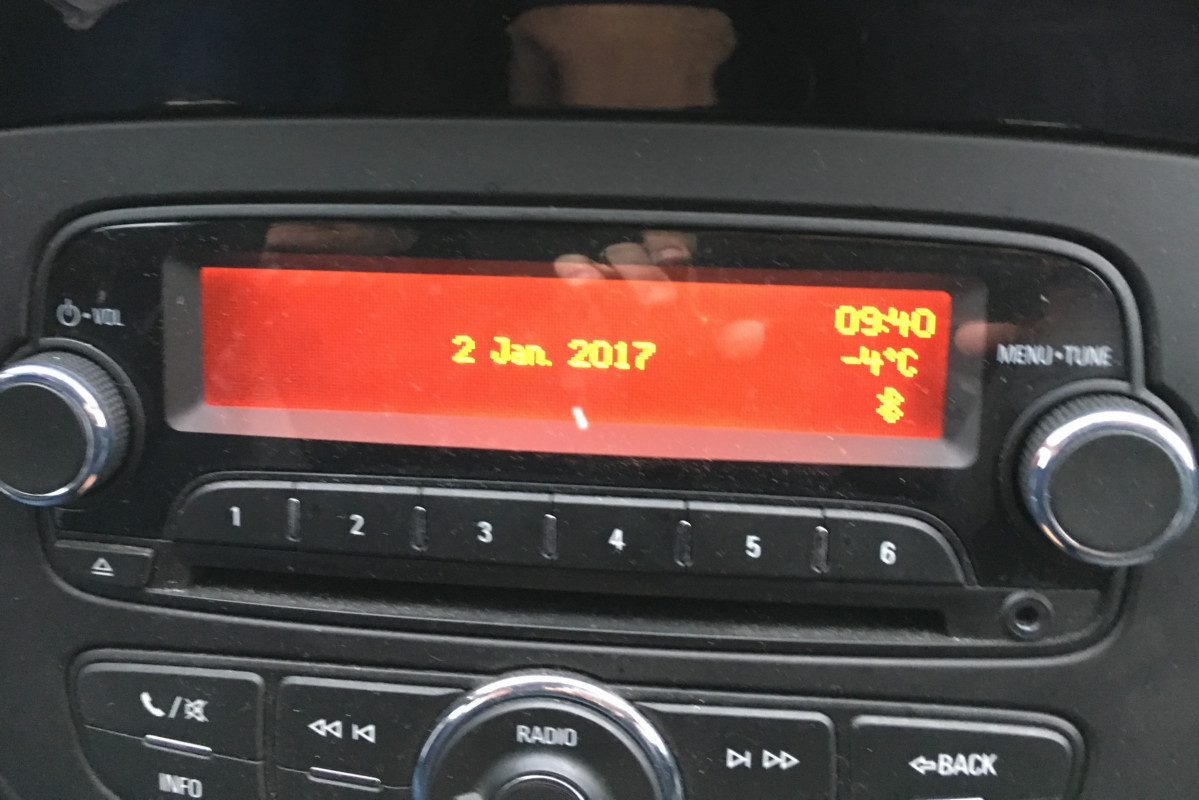 VOL
2 Jan. 2017
09:40
-4°C
MENU•TUNE
1 2 3 4 5 6
RADIO
BACK
INFO